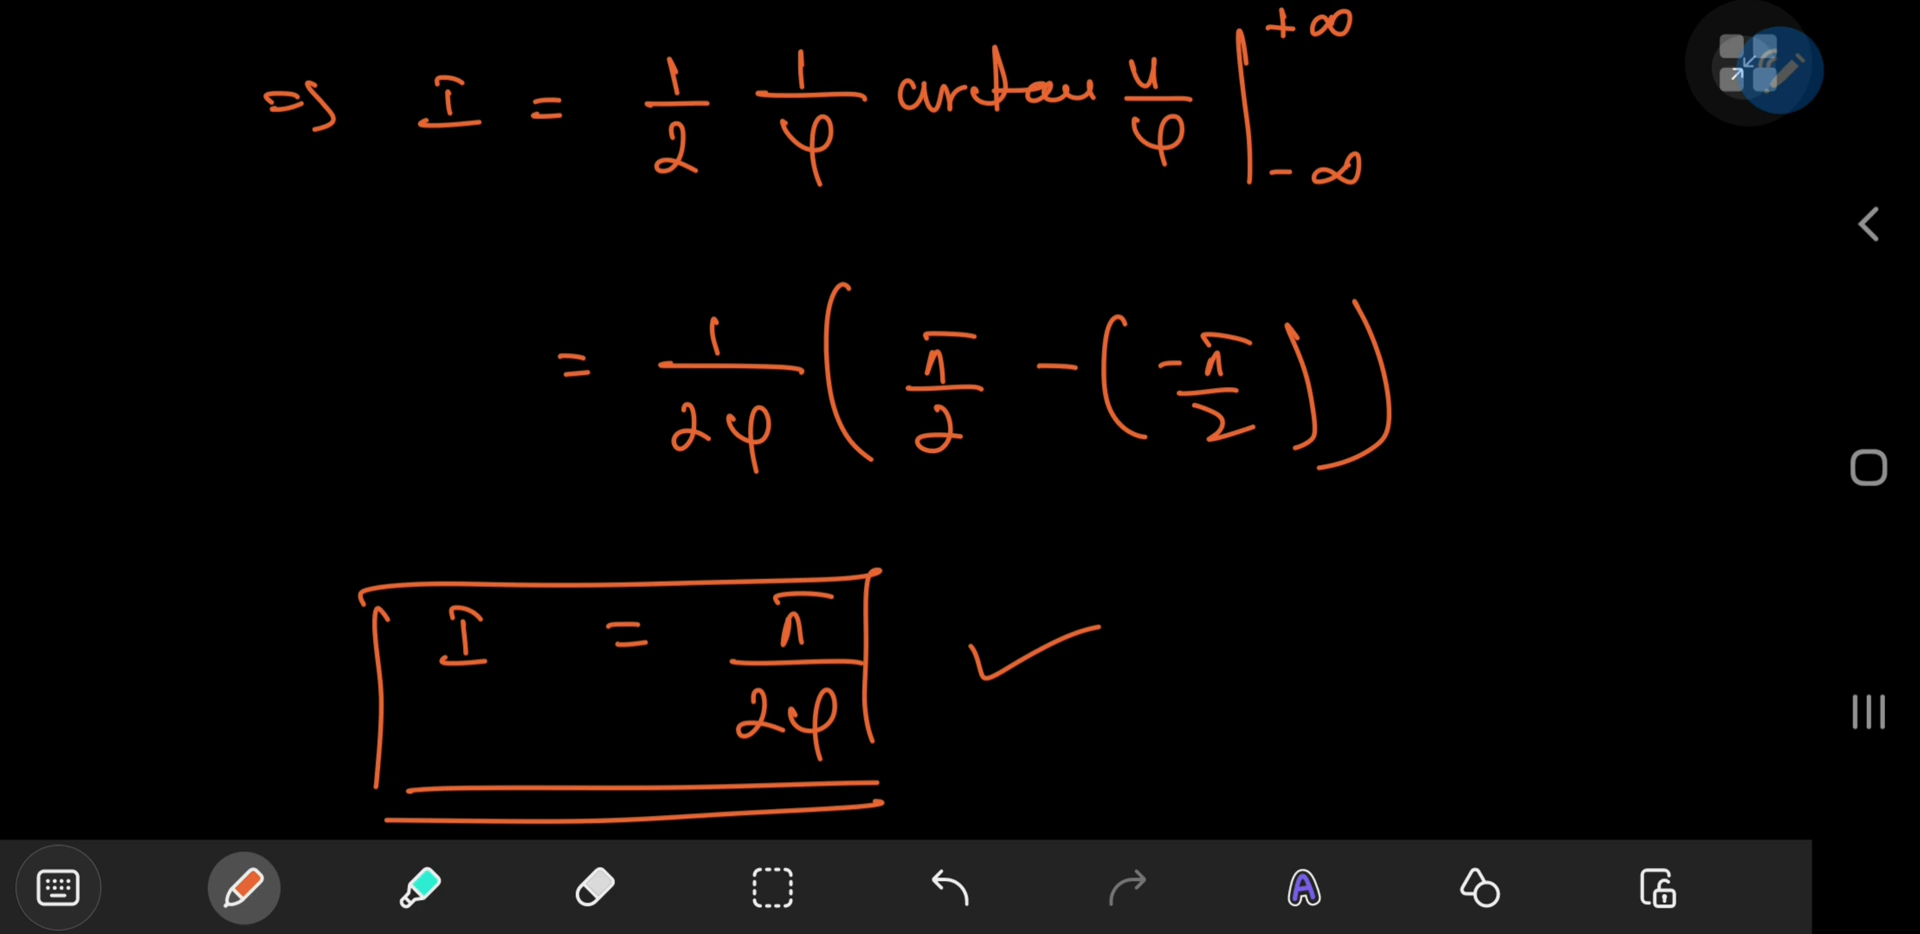 ⇒ I = 1/2 1/φ arctan u/φ |_{-∞}^{+∞}
= 1/2φ (π/2 - (-π/2))
I = π/2φ ✓
A